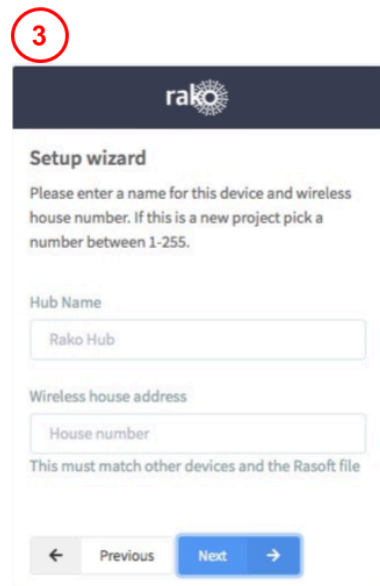 3
rako
Setup wizard
Please enter a name for this device and wireless
house number. If this is a new project pick a
number between 1-255.
Hub Name
Rako Hub
Wireless house address
House number
This must match other devices and the Rasoft file
← Previous Next →